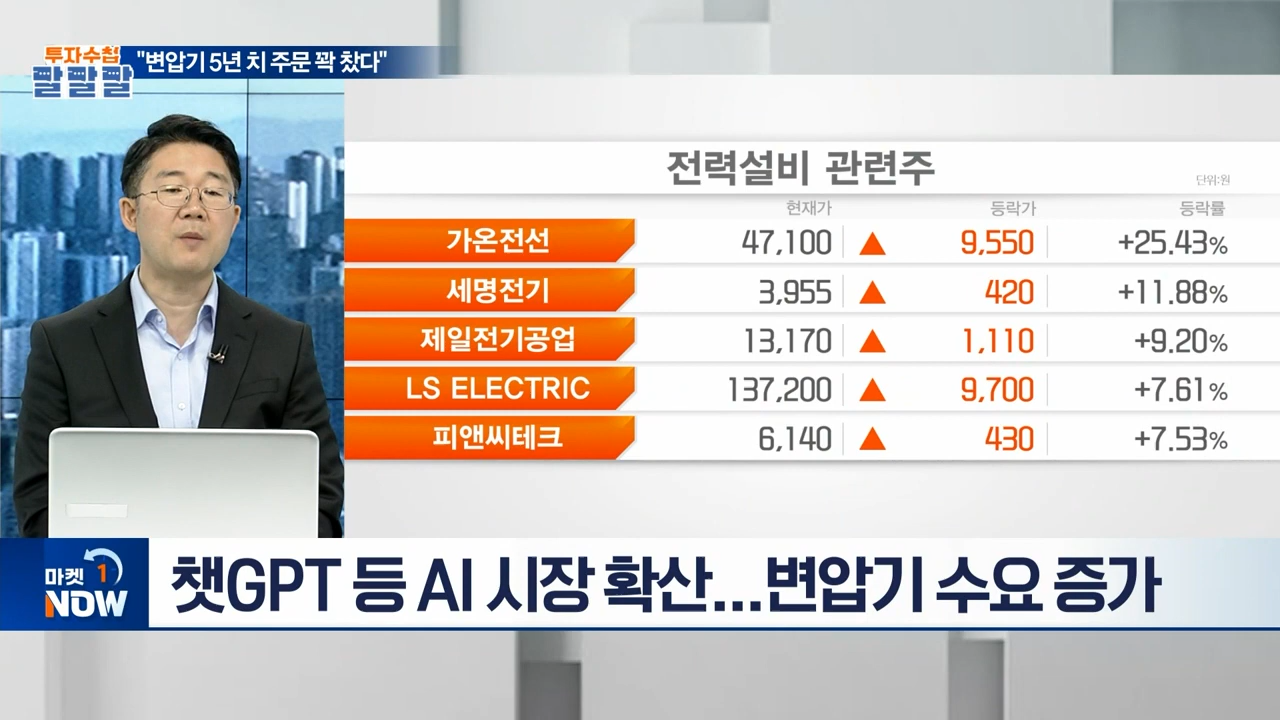 투자수첩
팔팔팔
"변압기 5년 치 주문 꽉 찼다"
전력설비 관련주
단위:원
현재가 등락가 등락률
가온전선 47,100 ▲ 9,550 +25.43%
세명전기 3,955 ▲ 420 +11.88%
제일전기공업 13,170 ▲ 1,110 +9.20%
LS ELECTRIC 137,200 ▲ 9,700 +7.61%
피앤씨테크 6,140 ▲ 430 +7.53%
마켓 1
NOW
챗GPT 등 AI 시장 확산...변압기 수요 증가